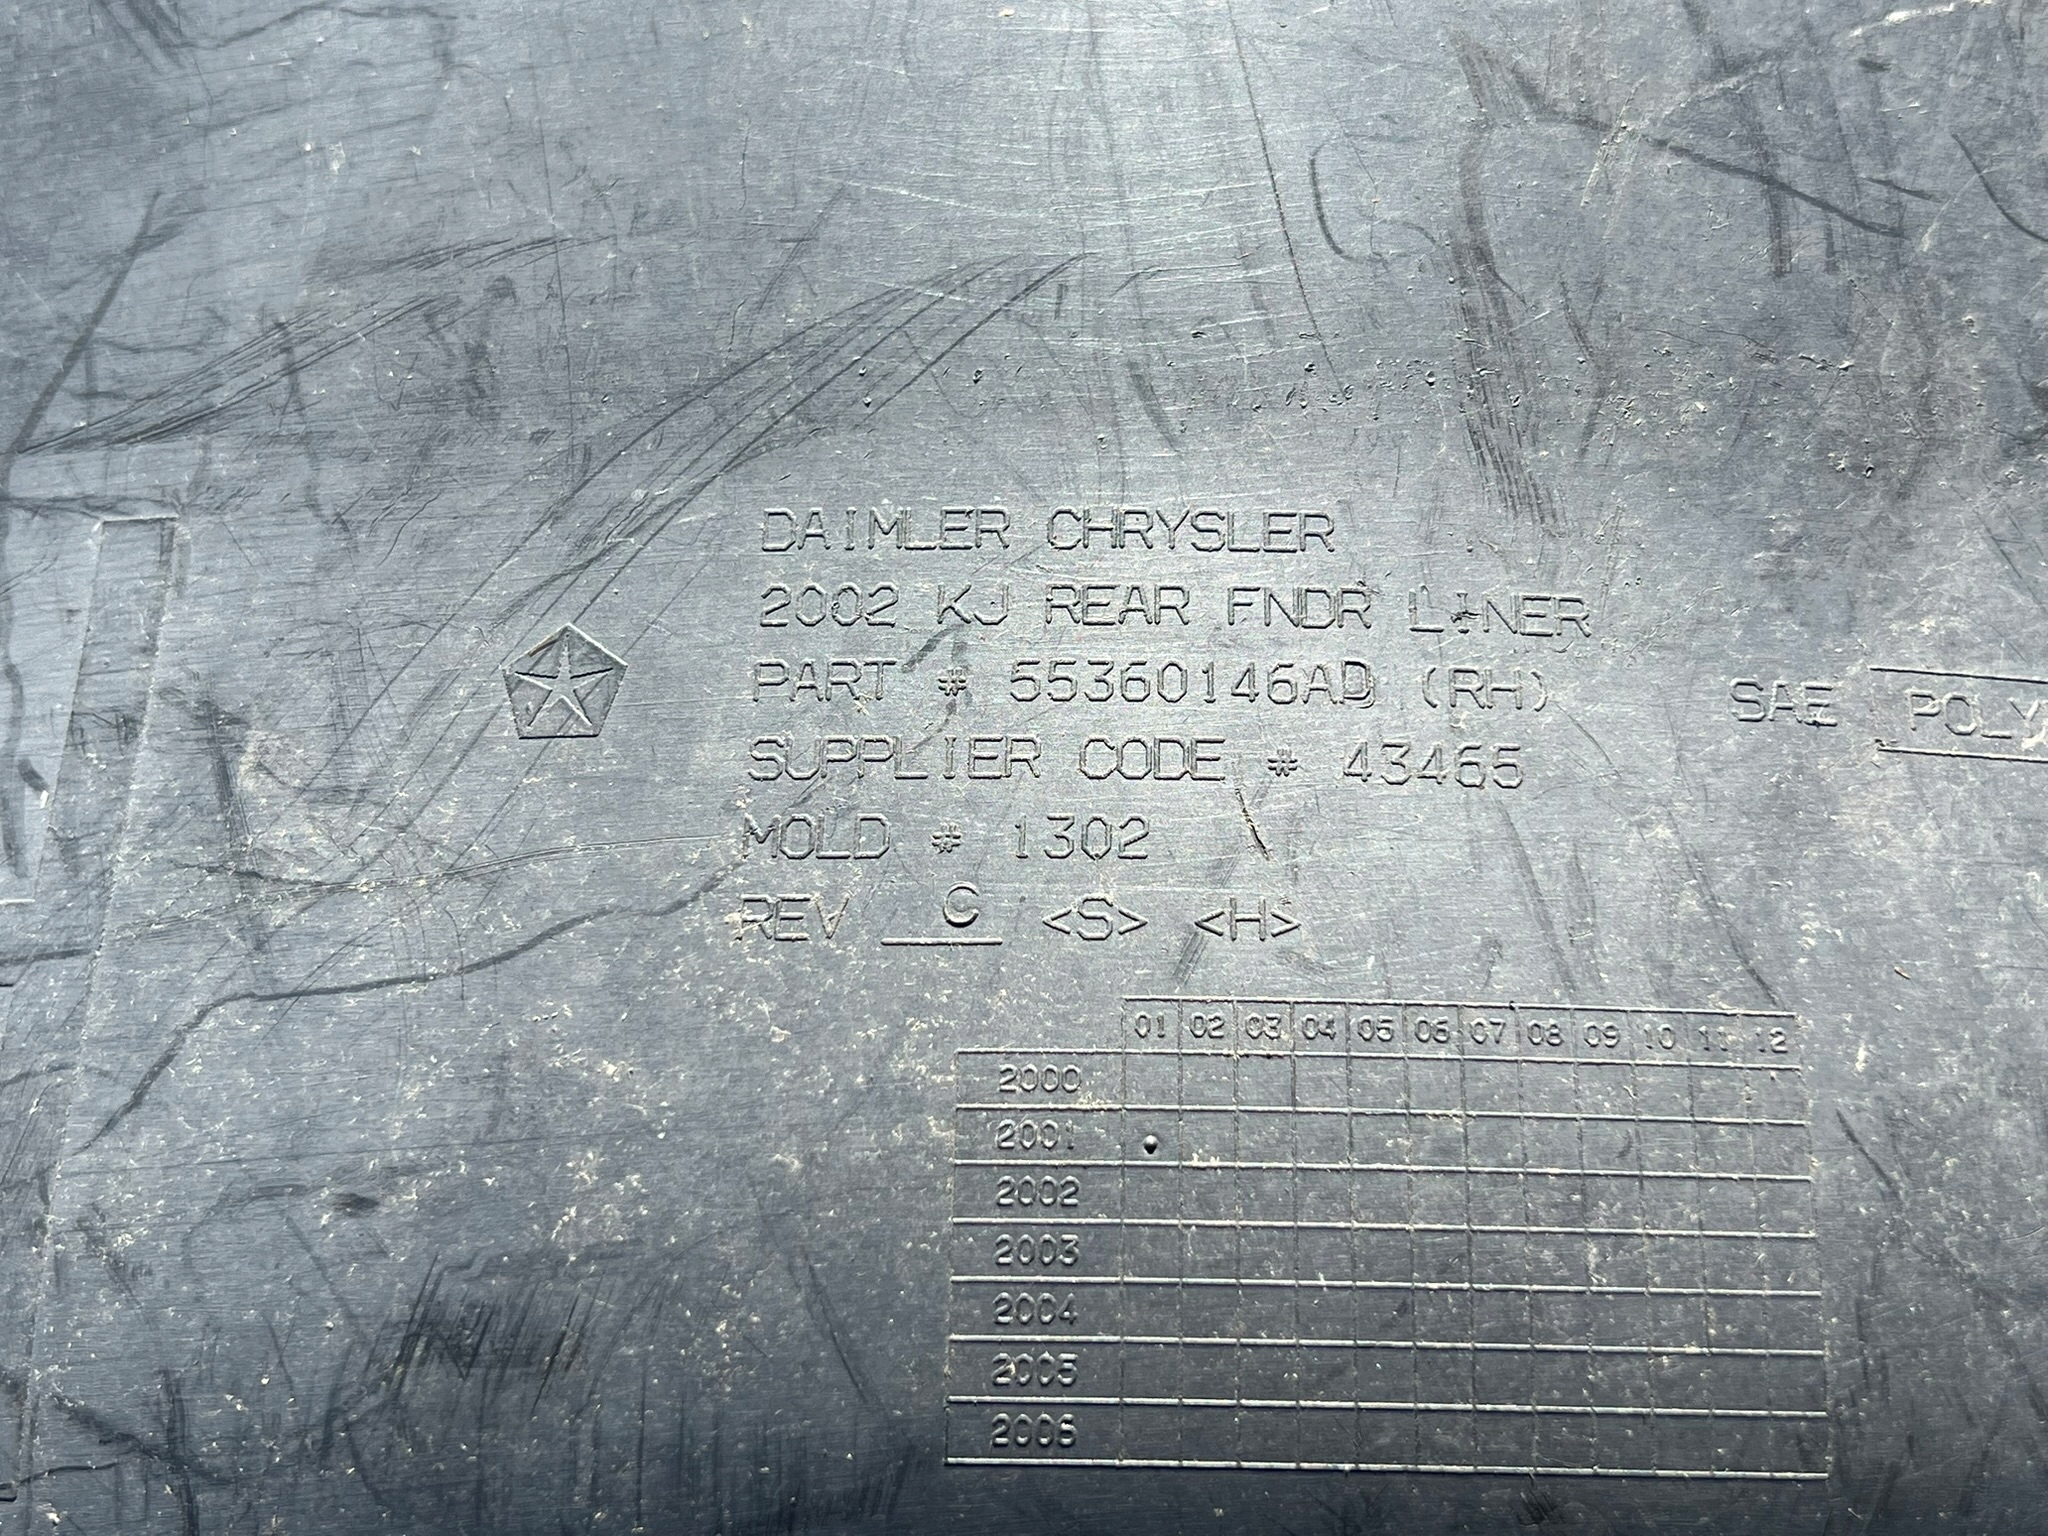 DAIMLER CHRYSLER
2002 KJ REAR FNDR LINER
PART # 55360146AD (RH)
SUPPLIER CODE # 43465
MOLD # 1302
REV C <S> <H>
SAE POLY
01 02 03 04 05 06 07 08 09 10 11 12
2000
2001
2002
2003
2004
2005
2006